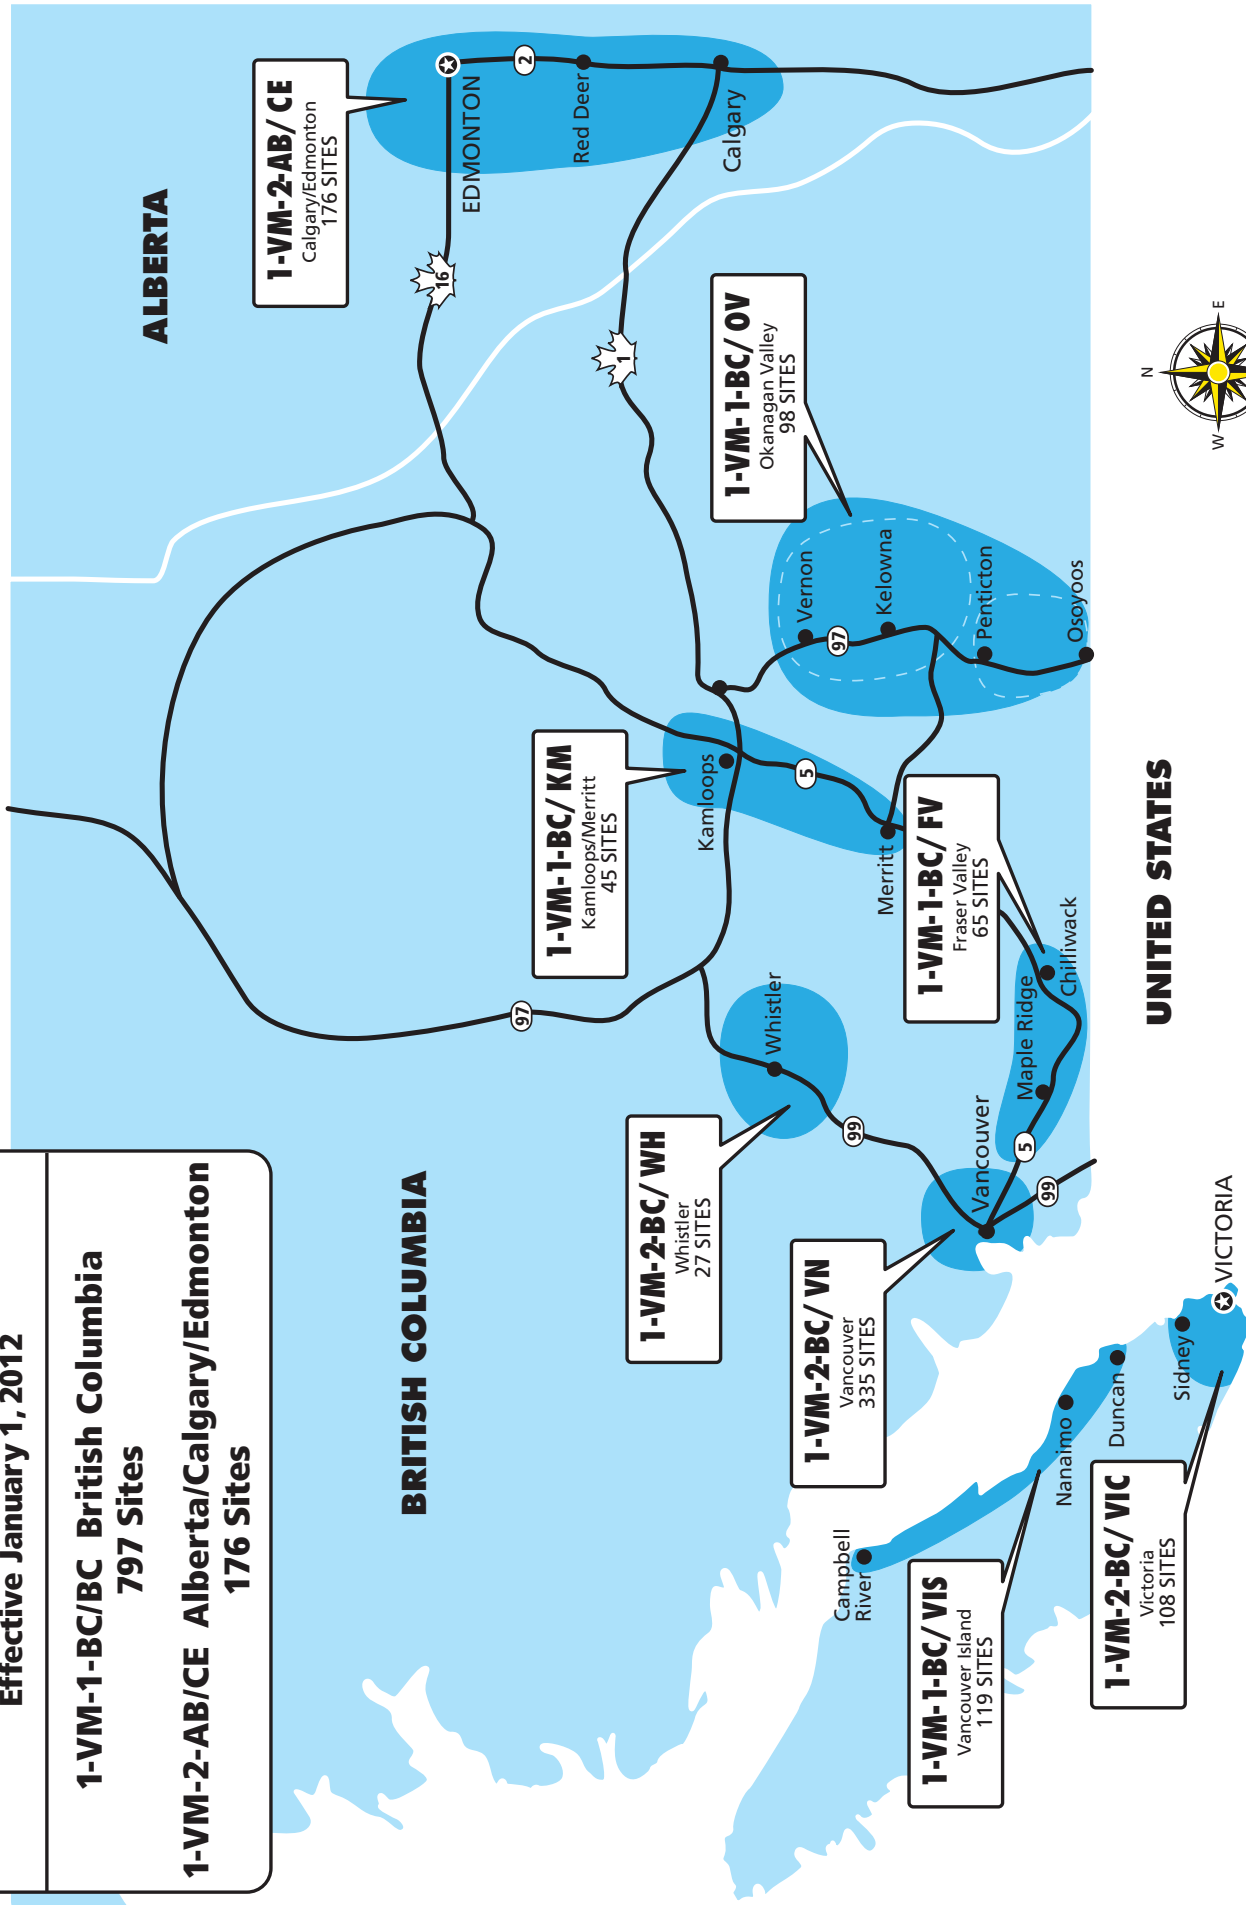 Effective January 1, 2012
1-VM-1-BC/BC British Columbia
797 Sites
1-VM-2-AB/CE Alberta/Calgary/Edmonton
176 Sites
BRITISH COLUMBIA
ALBERTA
UNITED STATES
1-VM-2-AB/ CE
Calgary/Edmonton
176 SITES
EDMONTON
2
Red Deer
Calgary
16
1
1-VM-1-BC/ OV
Okanagan Valley
98 SITES
Vernon
97
Kelowna
Penticton
Osoyoos
1-VM-1-BC/ KM
Kamloops/Merritt
45 SITES
Kamloops
5
Merritt
97
1-VM-1-BC/ FV
Fraser Valley
65 SITES
Maple Ridge
Chilliwack
5
1-VM-2-BC/ WH
Whistler
27 SITES
Whistler
99
1-VM-2-BC/ VN
Vancouver
335 SITES
Vancouver
99
1-VM-1-BC/ VIS
Vancouver Island
119 SITES
Campbell
River
Nanaimo
Duncan
1-VM-2-BC/ VIC
Victoria
108 SITES
Sidney
VICTORIA
N
W
E